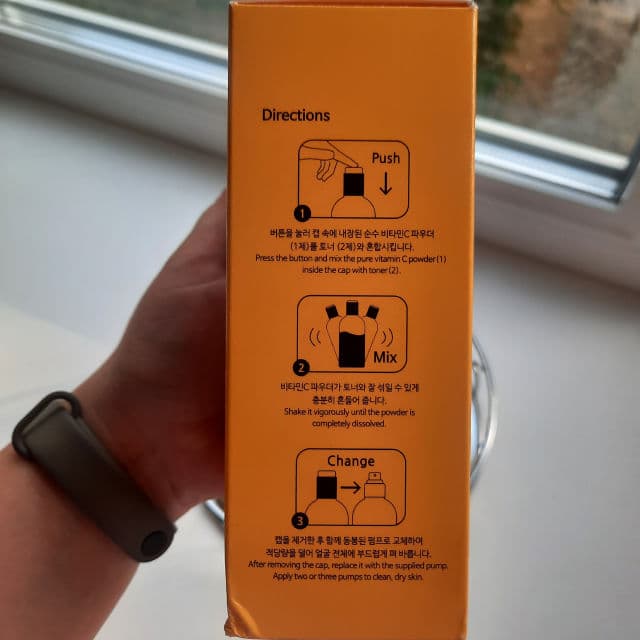 Directions
Push
1
버튼을 눌러 캡 속에 내장된 순수 비타민C 파우더
(1제)를 토너 (2제)와 혼합시킵니다.
Press the button and mix the pure vitamin C powder(1)
inside the cap with toner(2).
2
Mix
비타민C 파우더가 토너와 잘 섞일 수 있게
충분히 흔들어 줍니다.
Shake it vigorously until the powder is
completely dissolved.
Change
3
캡을 제거한 후 함께 동봉된 펌프로 교체하여
적당량을 덜어 얼굴 전체에 부드럽게 펴 바릅니다.
After removing the cap, replace it with the supplied pump.
Apply two or three pumps to clean, dry skin.